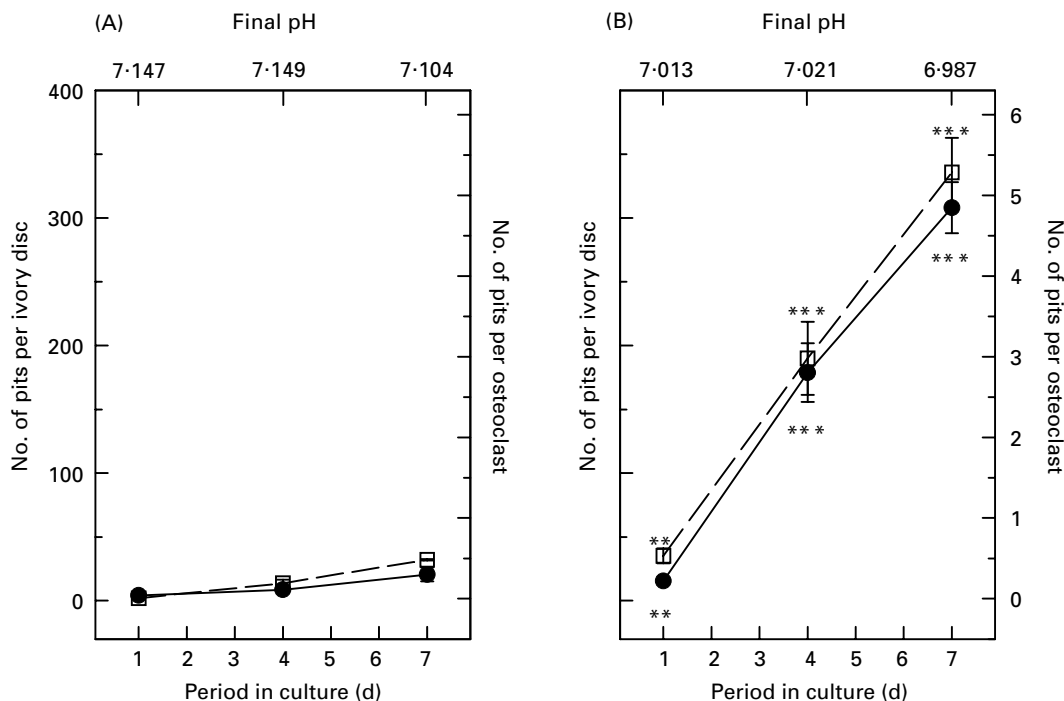 (A)
Final pH
7·147 7·149 7·104
400
300
200
100
0
No. of pits per ivory disc
No. of pits per osteoclast
1 2 3 4 5 6 7
Period in culture (d)
(B)
Final pH
7·013 7·021 6·987
No. of pits per ivory disc
6
5
4
3
2
1
0
No. of pits per osteoclast
***
***
***
***
**
**
1 2 3 4 5 6 7
Period in culture (d)